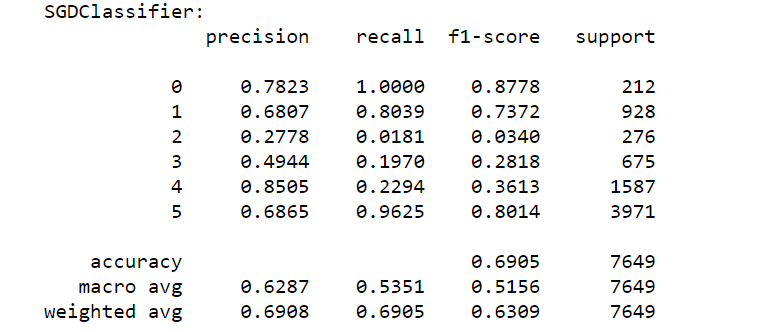 SGDClassifier:
precision recall f1-score support
0 0.7823 1.0000 0.8778 212
1 0.6807 0.8039 0.7372 928
2 0.2778 0.0181 0.0340 276
3 0.4944 0.1970 0.2818 675
4 0.8505 0.2294 0.3613 1587
5 0.6865 0.9625 0.8014 3971
accuracy 0.6905 7649
macro avg 0.6287 0.5351 0.5156 7649
weighted avg 0.6908 0.6905 0.6309 7649